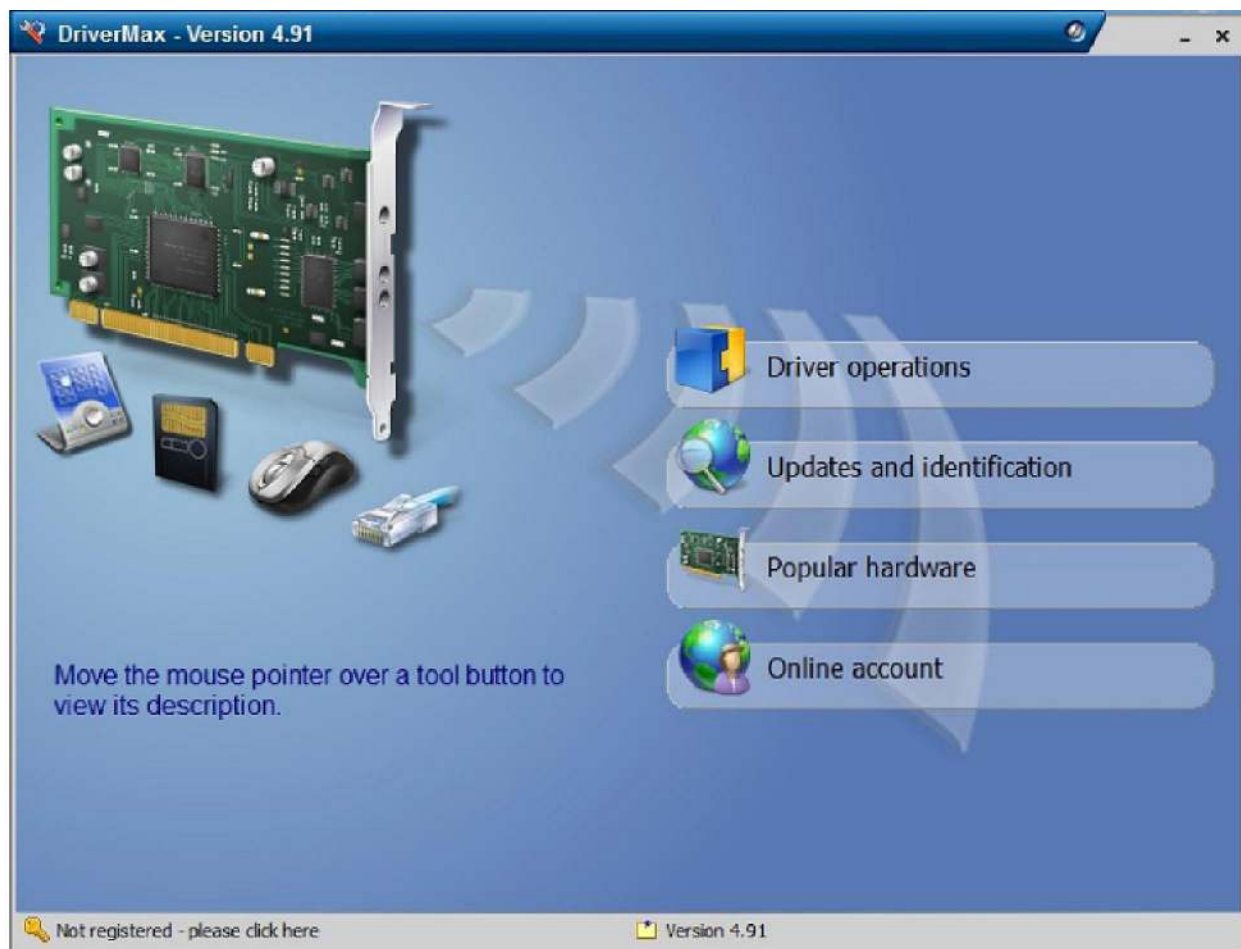 DriverMax - Version 4.91
Driver operations
Updates and identification
Popular hardware
Online account
Move the mouse pointer over a tool button to
view its description.
Not registered - please click here
Version 4.91